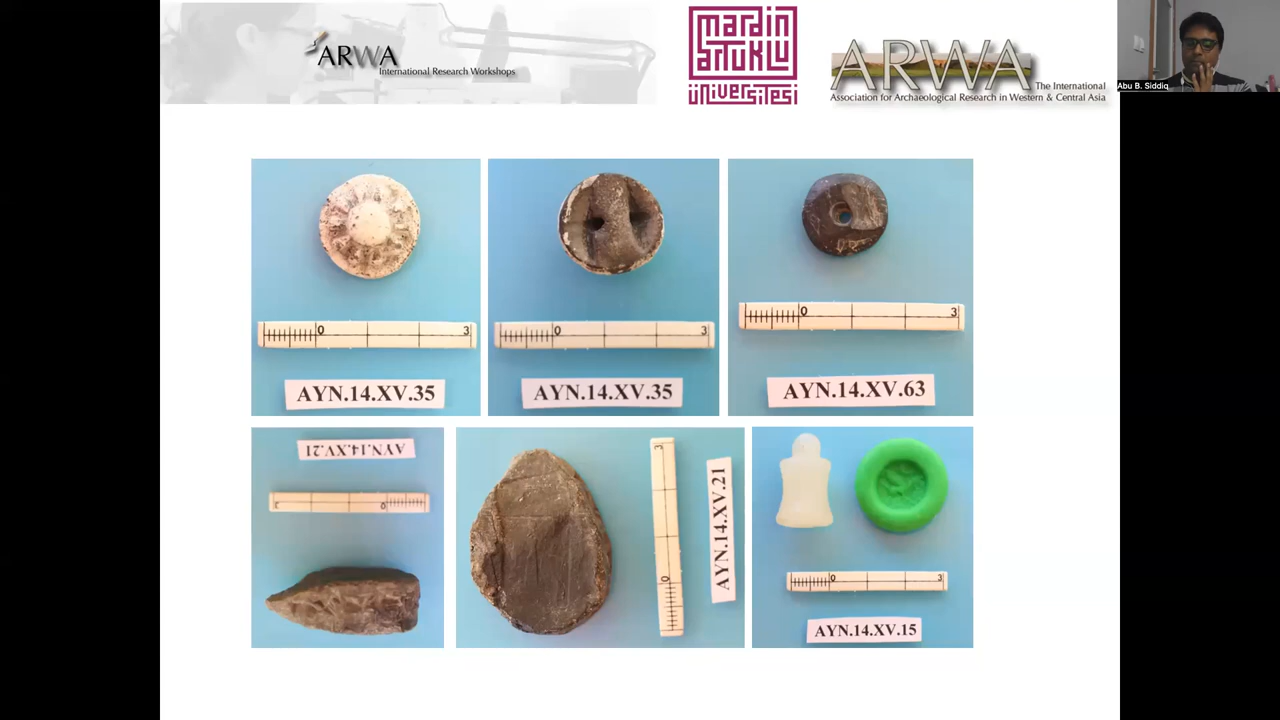 ARWA
International Research Workshops
mardin
artuklu
üniversitesi
ARWA
The International
Association for Archaeological Research in Western & Central Asia
Abu B. Siddiq
0 3
AYN.14.XV.35
0 3
AYN.14.XV.35
0 3
AYN.14.XV.63
AYN.14.XV.21
0
3
0
AYN.14.XV.21
0 3
AYN.14.XV.15